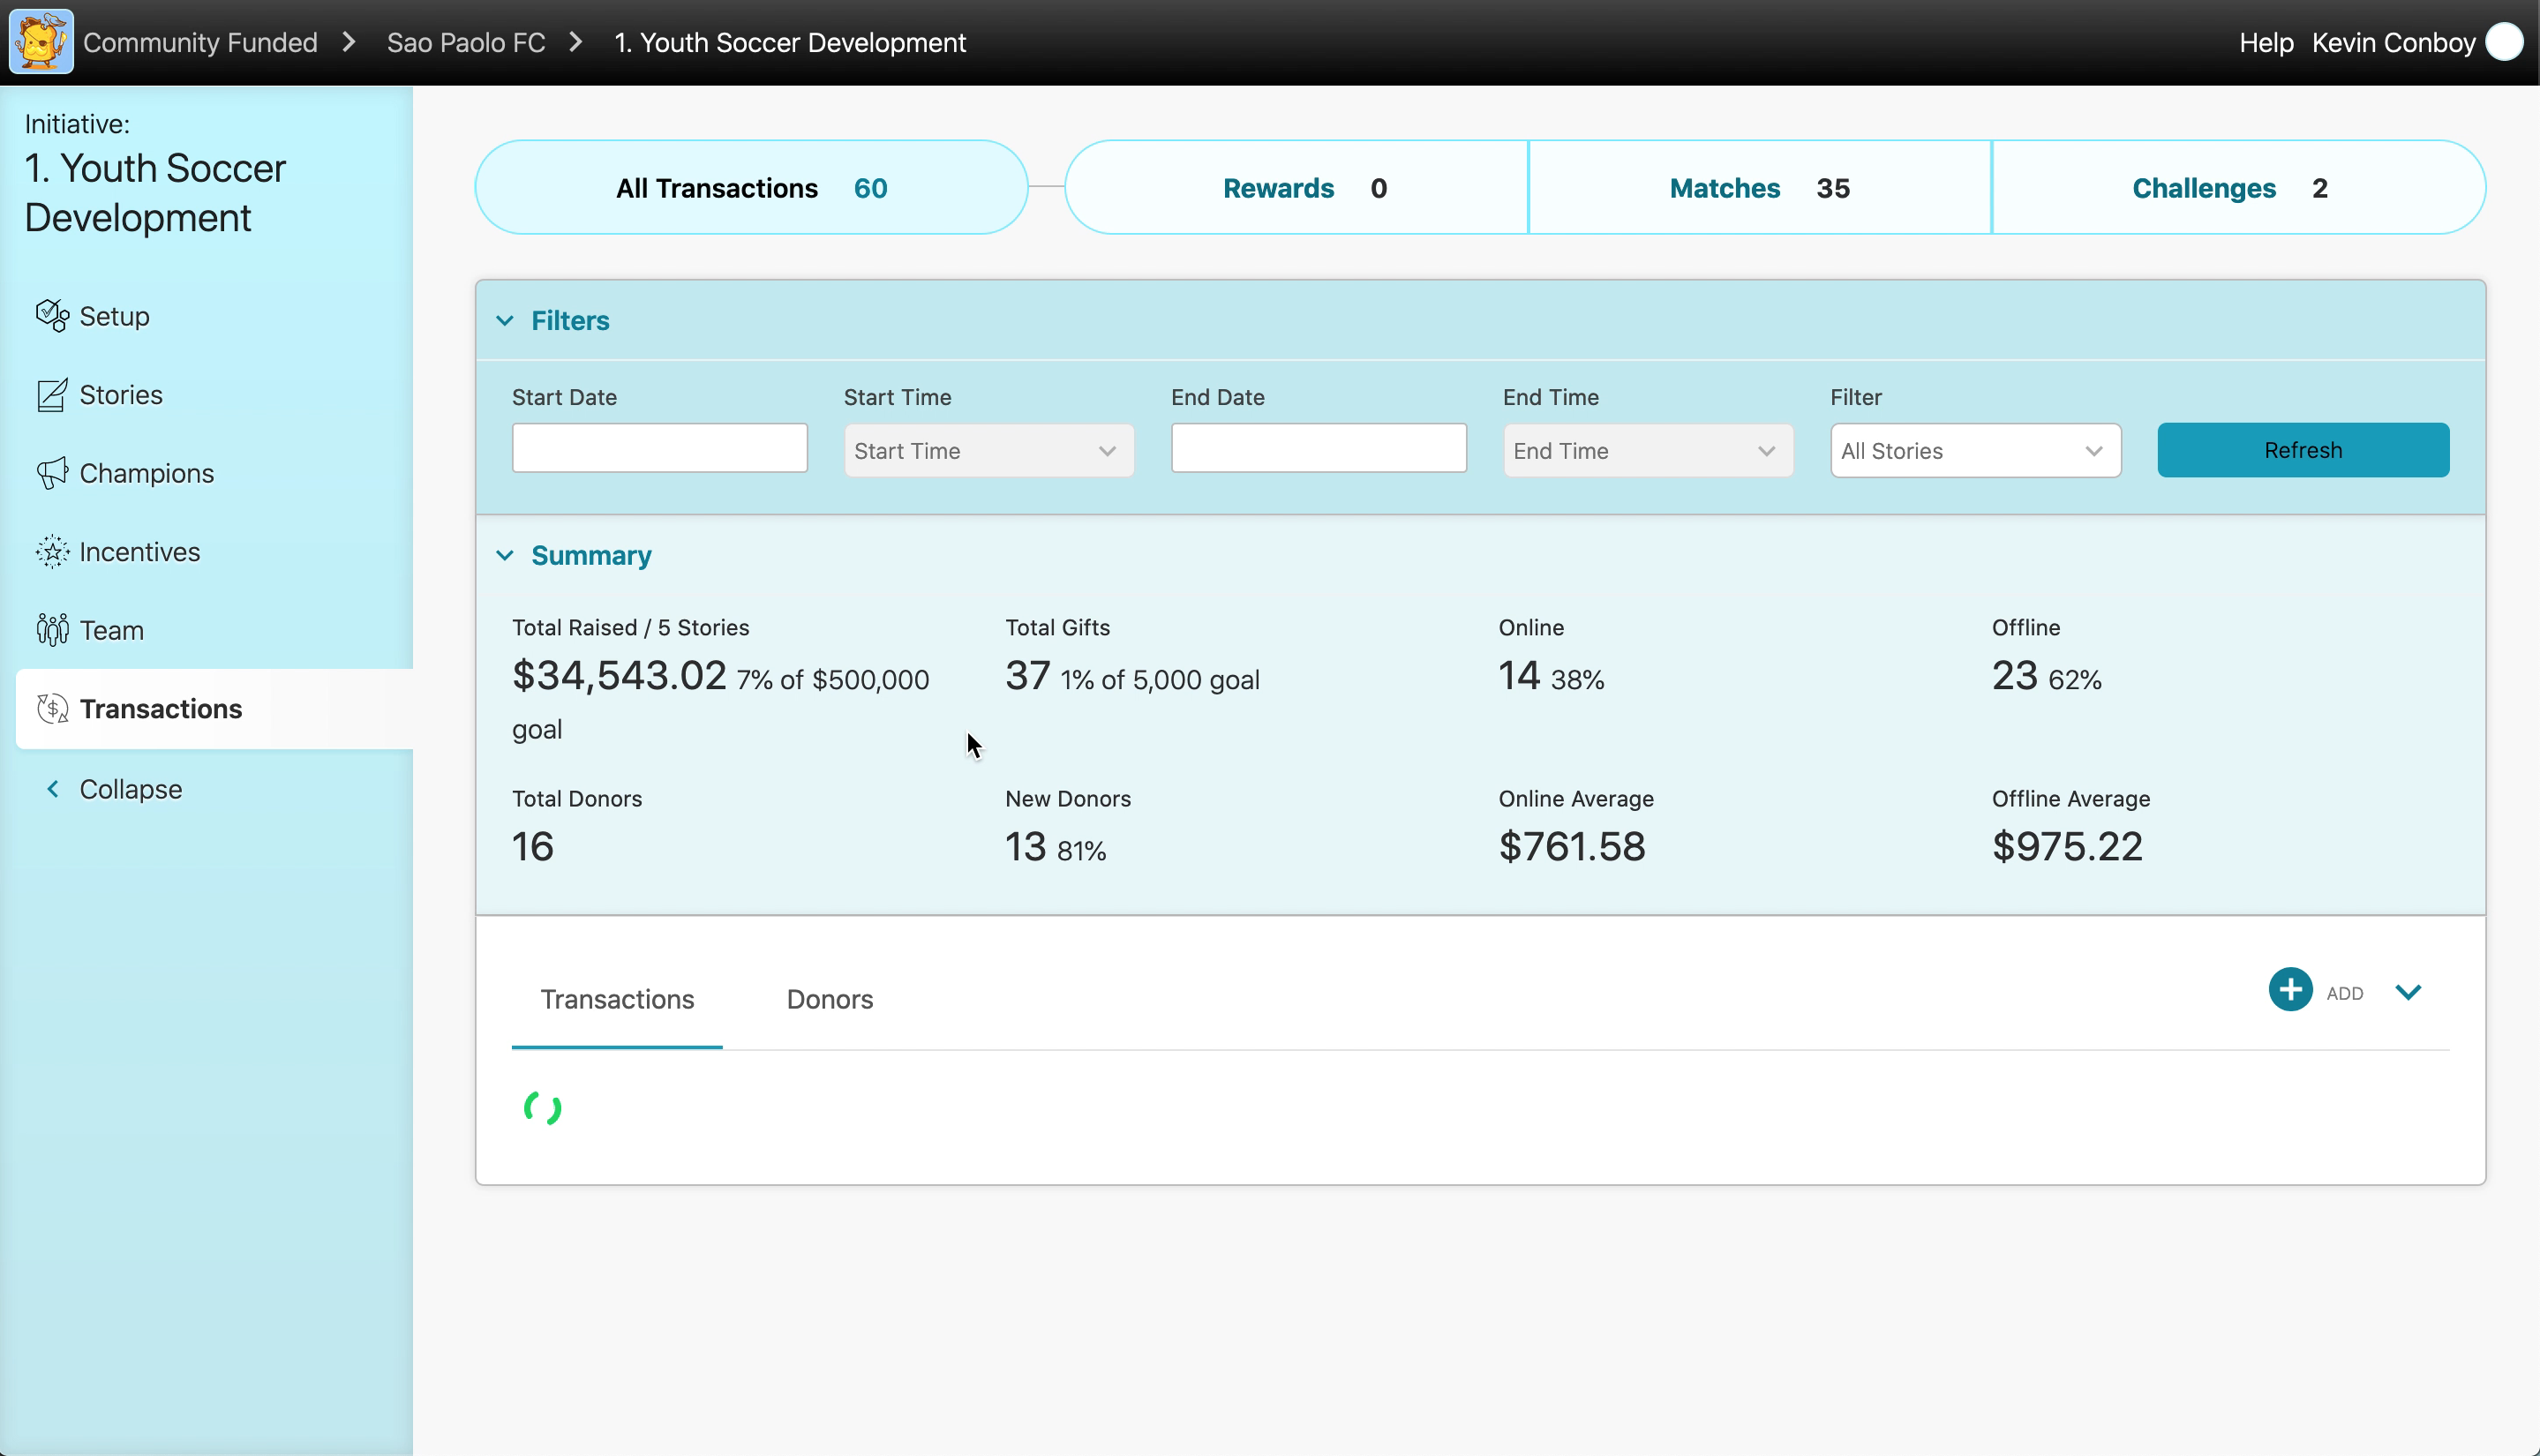 Community Funded > Sao Paolo FC > 1. Youth Soccer Development
Help Kevin Conboy
Initiative:
1. Youth Soccer
Development
Setup
Stories
Champions
Incentives
Team
Transactions
Collapse
All Transactions 60
Rewards 0
Matches 35
Challenges 2
Filters
Start Date Start Time End Date End Time Filter
Start Time End Time All Stories Refresh
Summary
Total Raised / 5 Stories Total Gifts Online Offline
$34,543.02 7% of $500,000 37 1% of 5,000 goal 14 38% 23 62%
goal
Total Donors New Donors Online Average Offline Average
16 13 81% $761.58 $975.22
Transactions Donors ADD